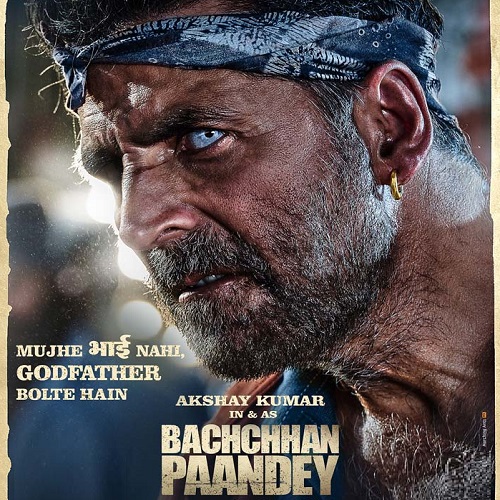 MUJHE भाई NAHI,
GODFATHER
BOLTE HAIN
AKSHAY KUMAR
IN & AS
BACHCHHAN
PAANDEY